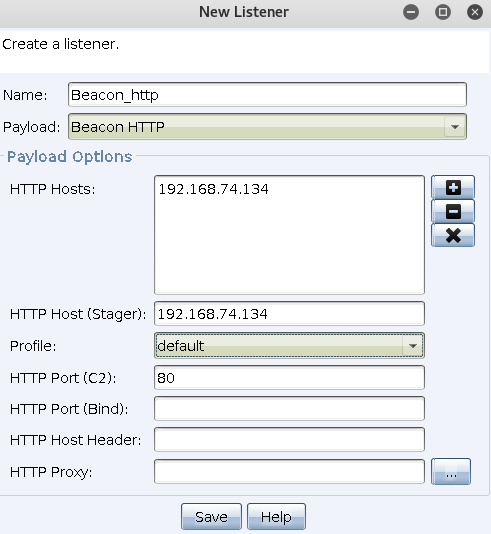 New Listener
Create a listener.
Name: Beacon_http
Payload: Beacon HTTP
Payload Options
HTTP Hosts: 192.168.74.134
HTTP Host (Stager): 192.168.74.134
Profile: default
HTTP Port (C2): 80
HTTP Port (Bind):
HTTP Host Header:
HTTP Proxy: ...
Save Help